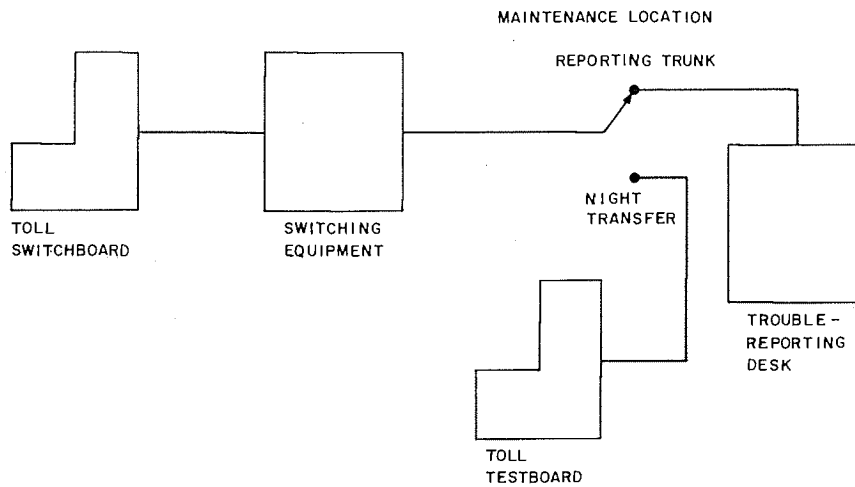 MAINTENANCE LOCATION
REPORTING TRUNK
TOLL
SWITCHBOARD
SWITCHING
EQUIPMENT
NIGHT
TRANSFER
TROUBLE-
REPORTING
DESK
TOLL
TESTBOARD